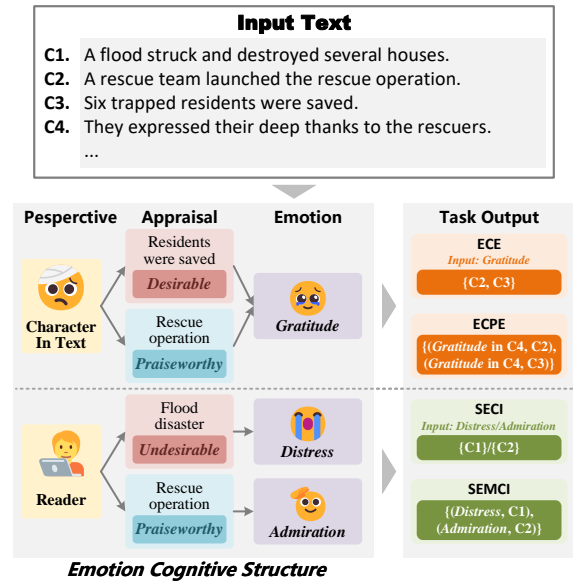 Input Text
C1. A flood struck and destroyed several houses.
C2. A rescue team launched the rescue operation.
C3. Six trapped residents were saved.
C4. They expressed their deep thanks to the rescuers.
...
Pesperctive Appraisal Emotion Task Output
Residents
were saved
Desirable
Character
In Text
Rescue
operation
Praiseworthy
Gratitude
ECE
Input: Gratitude
{C2, C3}
ECPE
{(Gratitude in C4, C2),
(Gratitude in C4, C3)}
Flood
disaster
Undesirable
Reader
Rescue
operation
Praiseworthy
Distress
Admiration
SECI
Input: Distress/Admiration
{C1}/{C2}
SEMCI
{(Distress, C1),
(Admiration, C2)}
Emotion Cognitive Structure